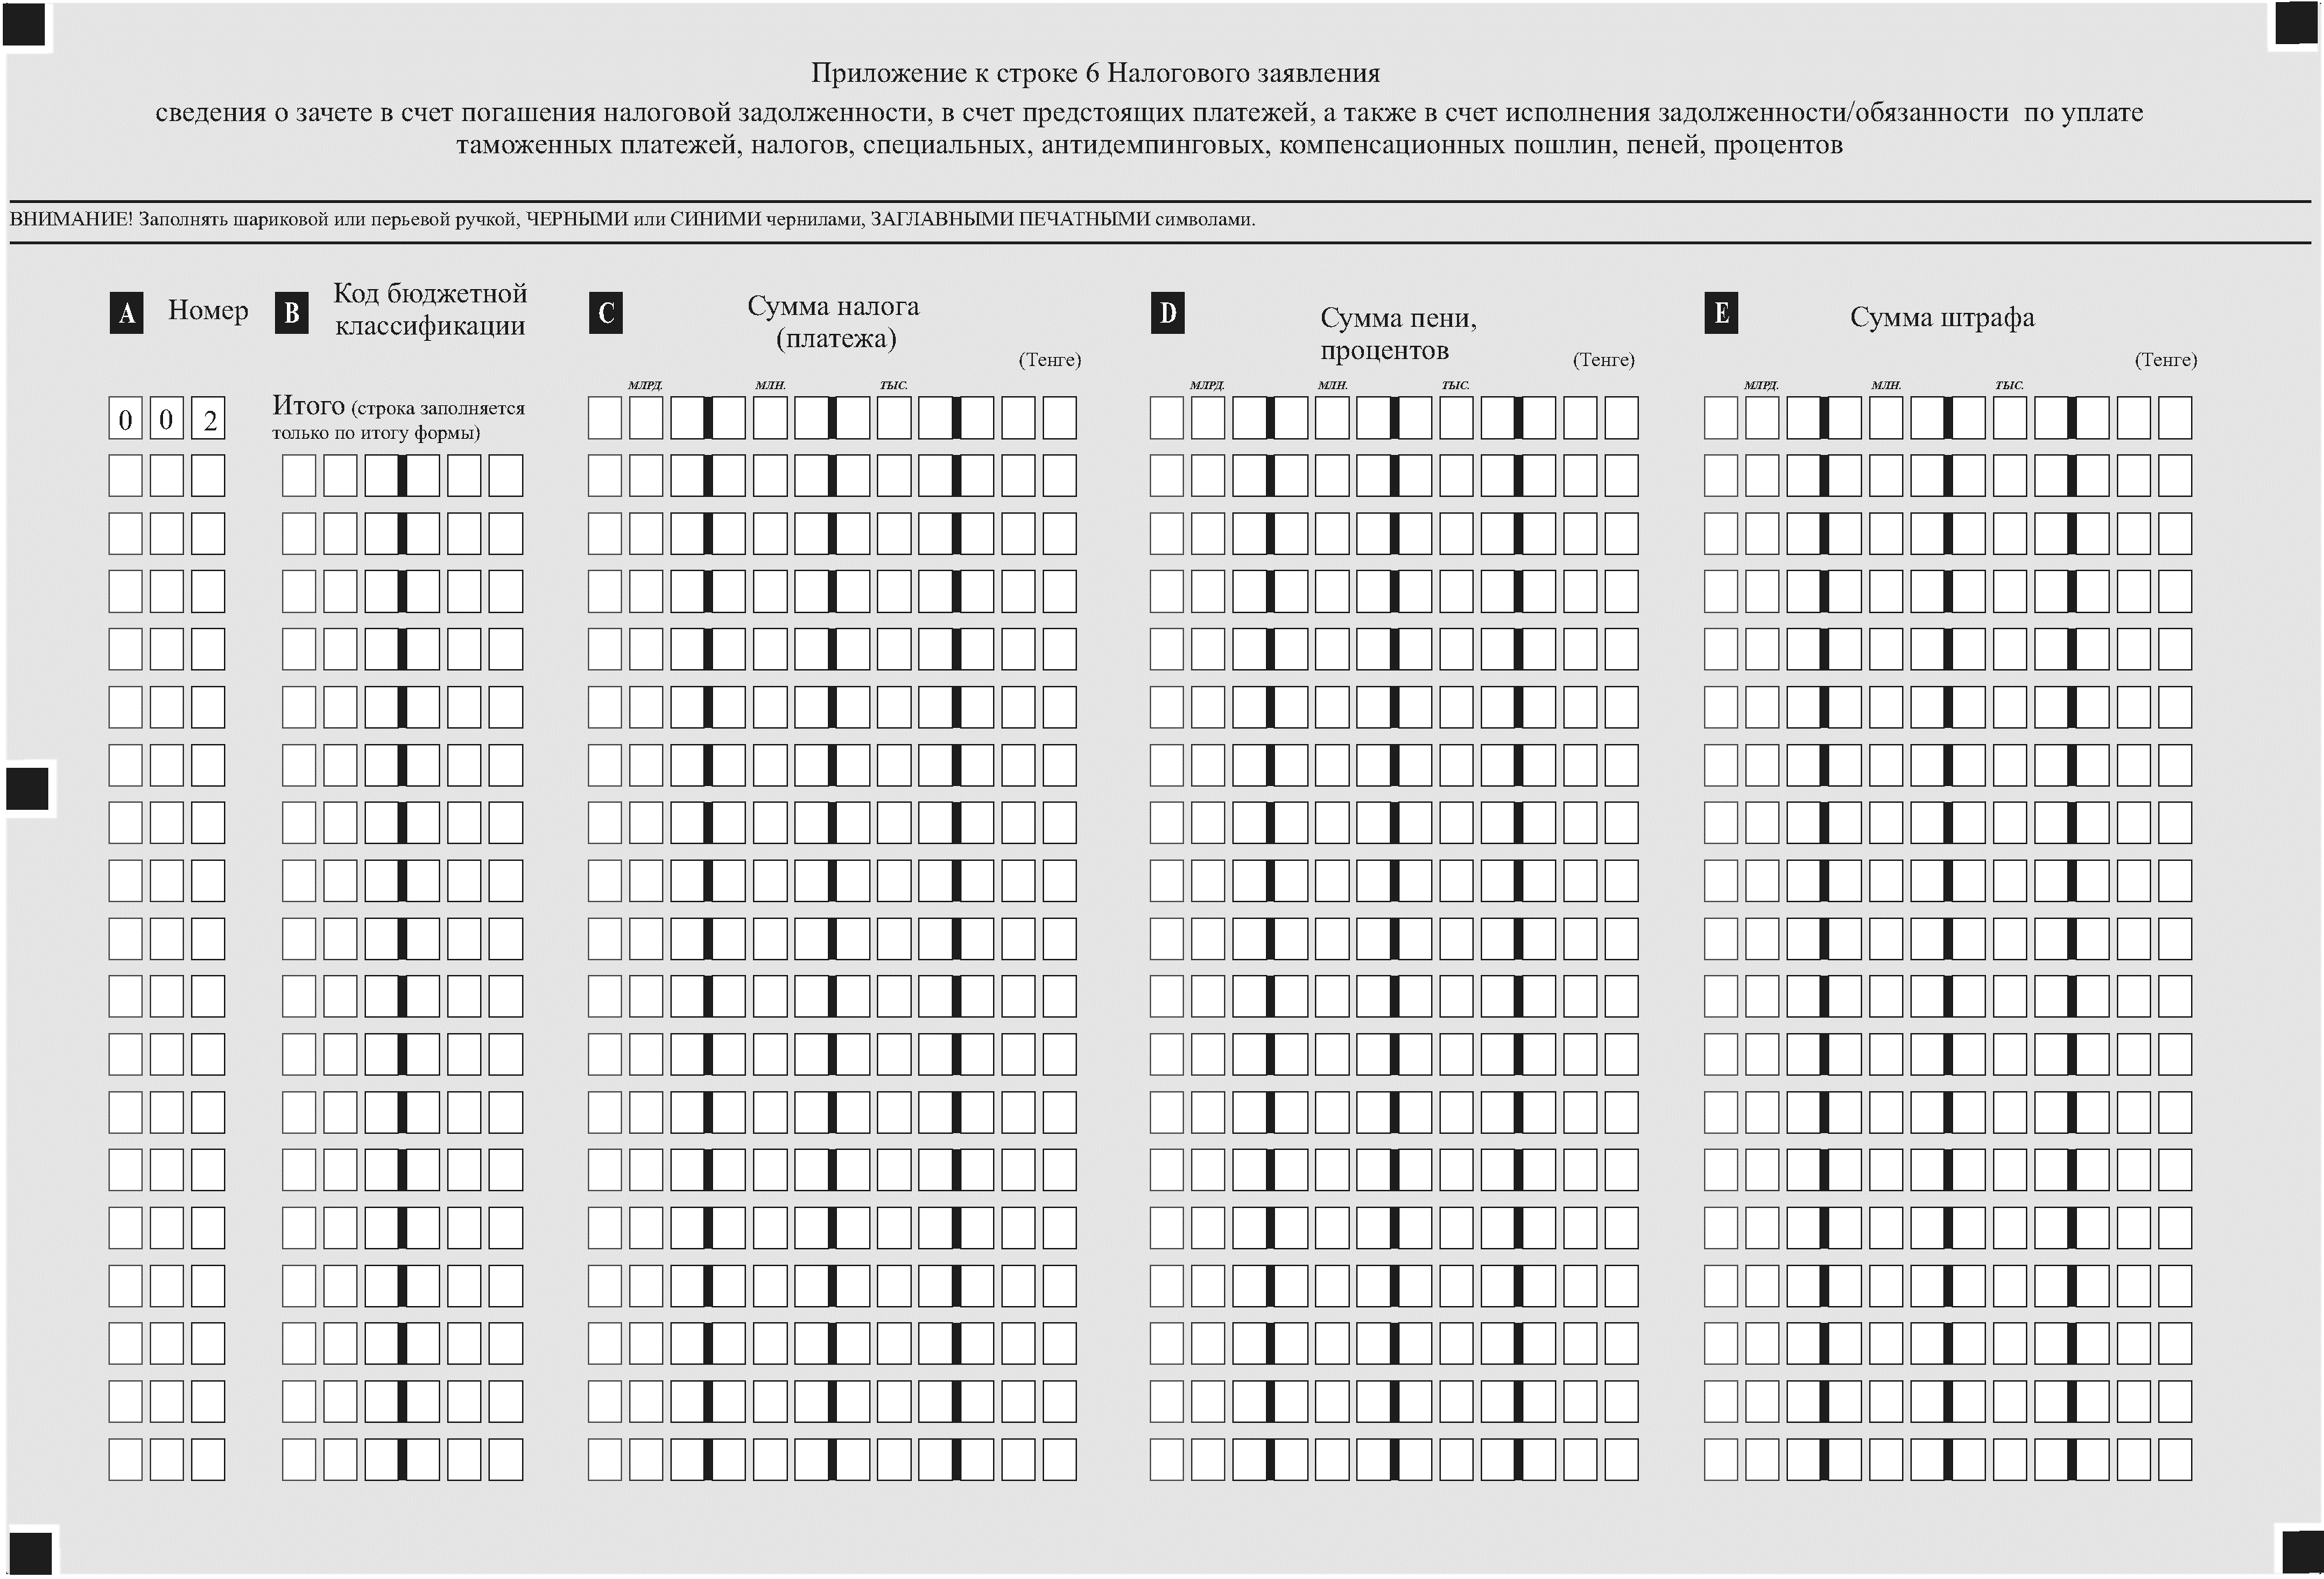 Приложение к строке 6 Налогового заявления
сведения о зачете в счет погашения налоговой задолженности, в счет предстоящих платежей, а также в счет исполнения задолженности/обязанности по уплате
таможенных платежей, налогов, специальных, антидемпинговых, компенсационных пошлин, пеней, процентов
ВНИМАНИЕ! Заполнять шариковой или перьевой ручкой, ЧЕРНЫМИ или СИНИМИ чернилами, ЗАГЛАВНЫМИ ПЕЧАТНЫМИ символами.
A Номер
B Код бюджетной
классификации
C Сумма налога
(платежа)
(Тенге)
D Сумма пени,
процентов
(Тенге)
E Сумма штрафа
(Тенге)
МЛРД. МЛН. ТЫС. МЛРД. МЛН. ТЫС. МЛРД. МЛН. ТЫС.
0 0 2
Итого (строка заполняется
только по итогу формы)